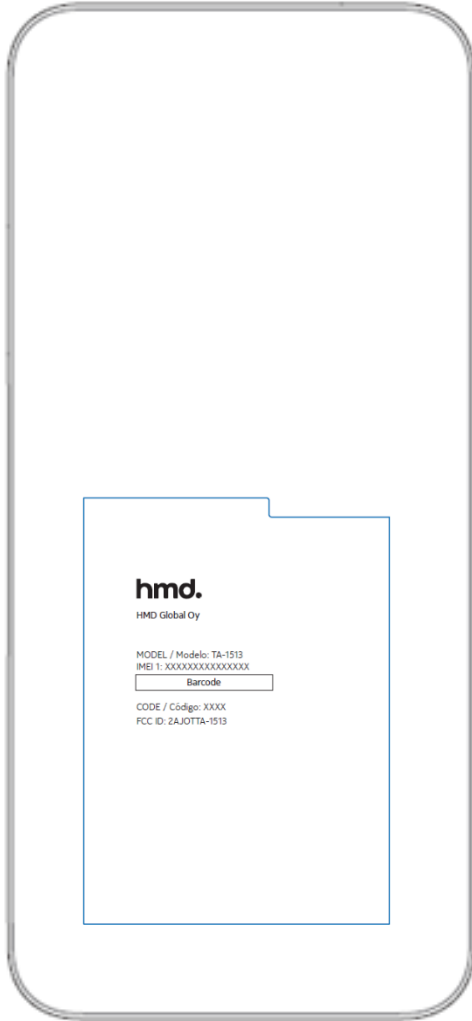 hmd.
HMD Global Oy
MODEL / Modelo: TA-1513
IMEI 1: XXXXXXXXXXXXXXX
Barcode
CODE / Código: XXXX
FCC ID: 2AJOTTA-1513